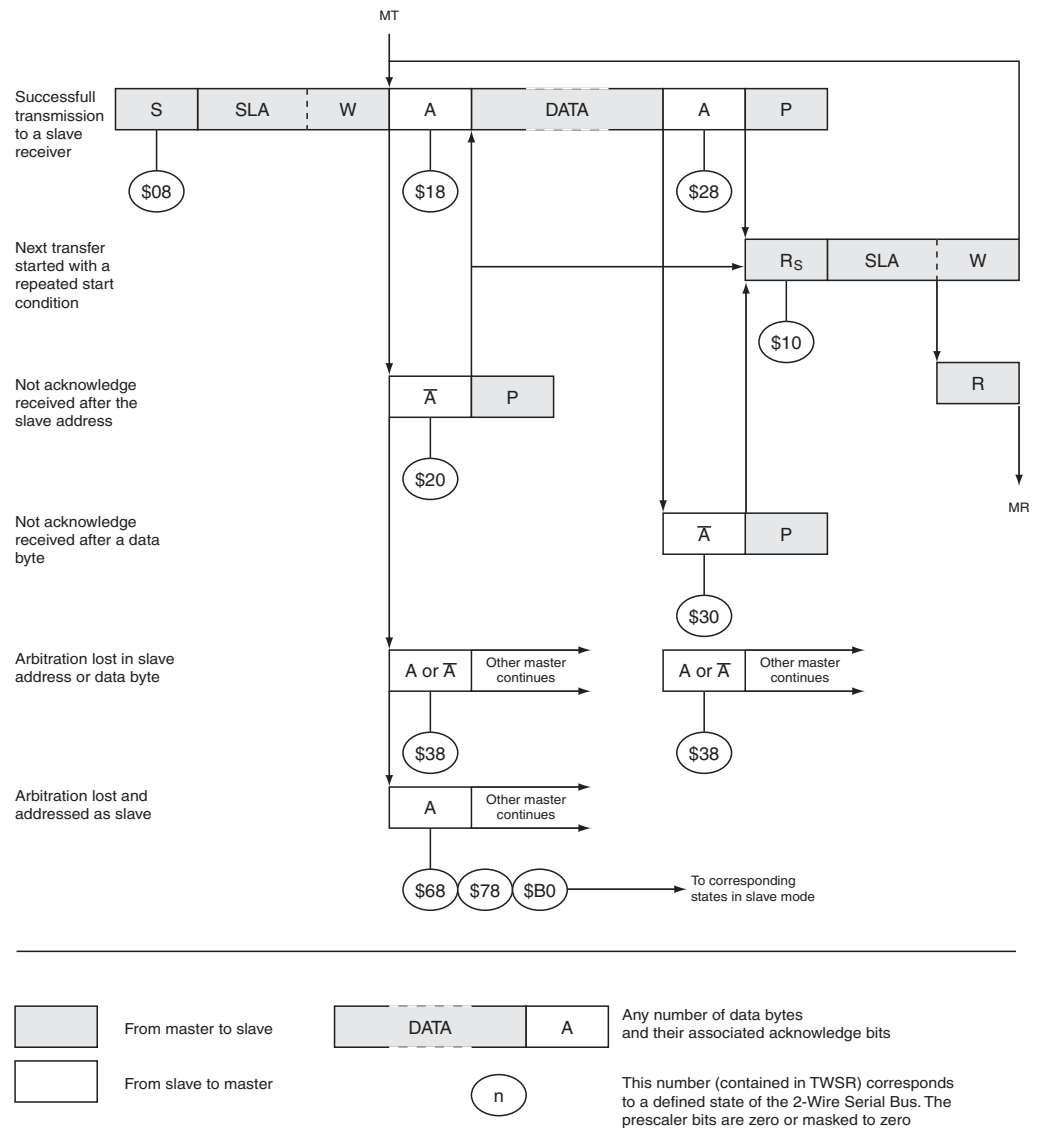 MT
Successfull
transmission
to a slave
receiver
S SLA W A DATA A P
$08 $18 $28
Next transfer
started with a
repeated start
condition
RS SLA W
$10
Not acknowledge
received after the
slave address
A̅ P
R
$20
MR
Not acknowledge
received after a data
byte
A̅ P
$30
Arbitration lost in slave
address or data byte
A or A̅
Other master
continues
A or A̅
Other master
continues
$38 $38
Arbitration lost and
addressed as slave
A
Other master
continues
$68 $78 $B0
To corresponding
states in slave mode
From master to slave
DATA A
Any number of data bytes
and their associated acknowledge bits
From slave to master
n
This number (contained in TWSR) corresponds
to a defined state of the 2-Wire Serial Bus. The
prescaler bits are zero or masked to zero